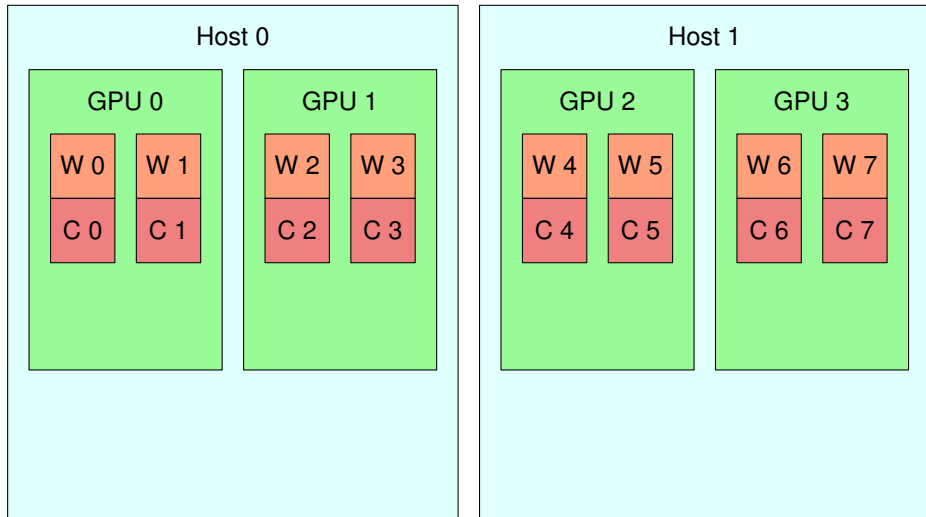 Host 0
GPU 0
W 0
W 1
C 0
C 1
GPU 1
W 2
W 3
C 2
C 3
Host 1
GPU 2
W 4
W 5
C 4
C 5
GPU 3
W 6
W 7
C 6
C 7